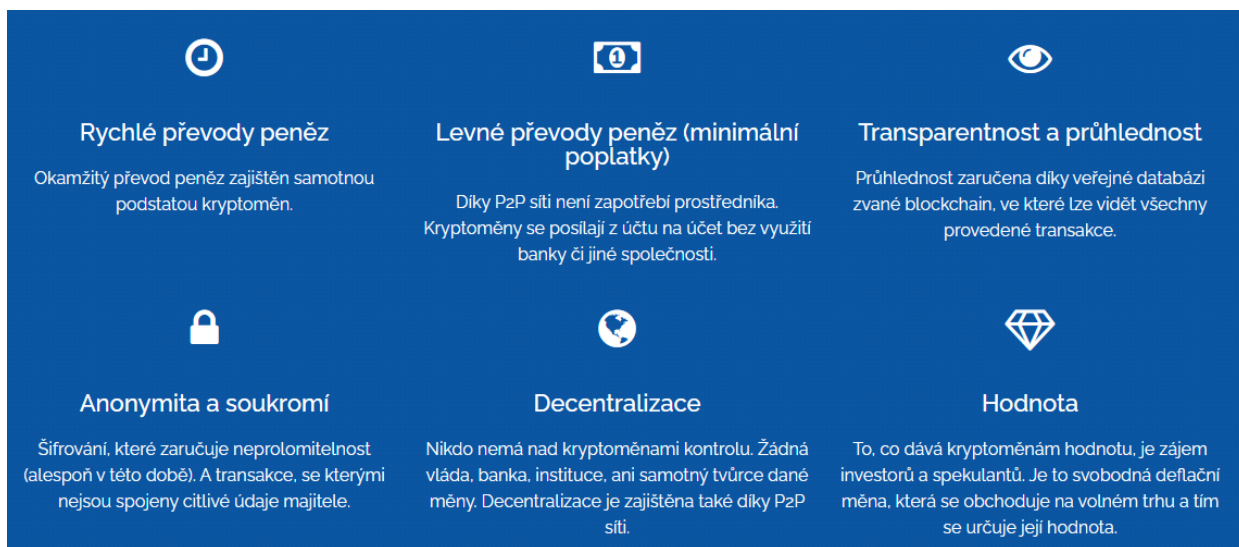 Rychlé převody peněz
Okamžitý převod peněz zajištěn samotnou
podstatou kryptoměn.
Levné převody peněz (minimální
poplatky)
Díky P2P síti není zapotřebí prostředníka.
Kryptoměny se posílají z účtu na účet bez využití
banky či jiné společnosti.
Transparentnost a průhlednost
Průhlednost zaručena díky veřejné databázi
zvané blockchain, ve které lze vidět všechny
provedené transakce.
Anonymita a soukromí
Šifrování, které zaručuje neprolomitelnost
(alespoň v této době). A transakce, se kterými
nejsou spojeny citlivé údaje majitele.
Decentralizace
Nikdo nemá nad kryptoměnami kontrolu. Žádná
vláda, banka, instituce, ani samotný tvůrce dané
měny. Decentralizace je zajištěna také díky P2P
síti.
Hodnota
To, co dává kryptoměnám hodnotu, je zájem
investorů a spekulantů. Je to svobodná deflační
měna, která se obchoduje na volném trhu a tím
se určuje její hodnota.